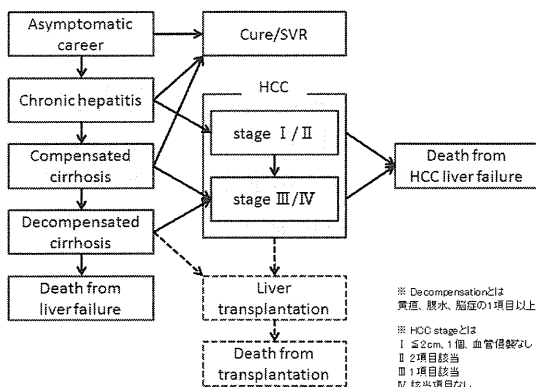 Asymptomatic
career
Cure/SVR
Chronic hepatitis
HCC
stage Ⅰ/Ⅱ
Compensated
cirrhosis
stage Ⅲ/Ⅳ
Death from
HCC liver failure
Decompensated
cirrhosis
Death from
liver failure
Liver
transplantation
Death from
transplantation
※ Decompensationとは
黄疸、腹水、脳症の1項目以上
※ HCC stageとは
Ⅰ ≦2cm, 1個, 血管侵襲なし
Ⅱ 2項目該当
Ⅲ 1項目該当
Ⅳ 該当項目なし